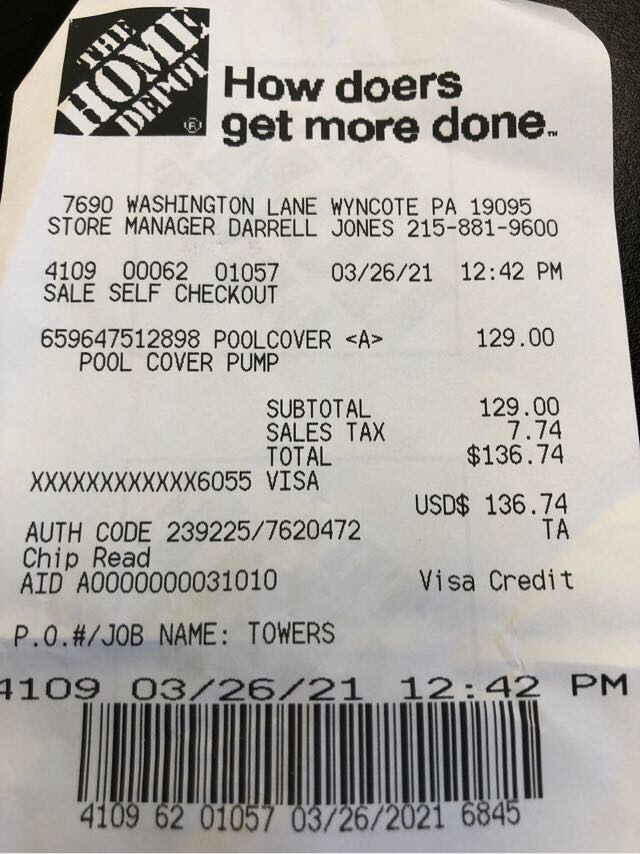 THE
HOME
DEPOT
®
How doers
get more done.™
7690 WASHINGTON LANE WYNCOTE PA 19095
STORE MANAGER DARRELL JONES 215-881-9600
4109 00062 01057 03/26/21 12:42 PM
SALE SELF CHECKOUT
659647512898 POOLCOVER <A> 129.00
POOL COVER PUMP
SUBTOTAL 129.00
SALES TAX 7.74
TOTAL $136.74
XXXXXXXXXXXX6055 VISA
USD$ 136.74
AUTH CODE 239225/7620472 TA
Chip Read
AID A0000000031010 Visa Credit
P.O.#/JOB NAME: TOWERS
4109 03/26/21 12:42 PM
4109 62 01057 03/26/2021 6845